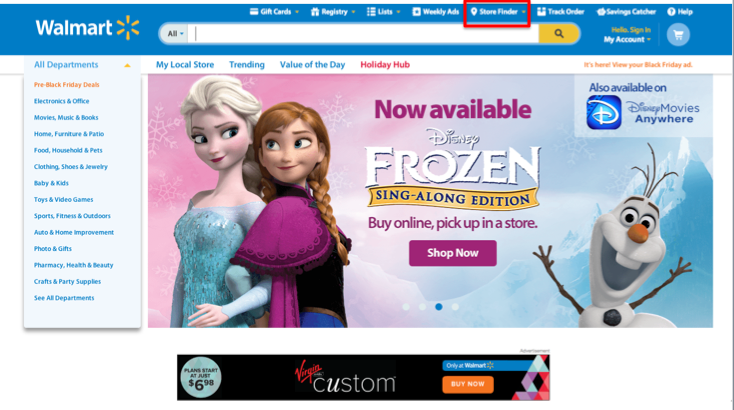 Gift Cards
Registry
Lists
Weekly Ads
Store Finder
Track Order
Savings Catcher
Help
Walmart
All
Hello. Sign In
My Account
All Departments
My Local Store
Trending
Value of the Day
Holiday Hub
It's here! View your Black Friday ad.
Pre-Black Friday Deals
Electronics & Office
Movies, Music & Books
Home, Furniture & Patio
Food, Household & Pets
Clothing, Shoes & Jewelry
Baby & Kids
Toys & Video Games
Sports, Fitness & Outdoors
Auto & Home Improvement
Photo & Gifts
Pharmacy, Health & Beauty
Crafts & Party Supplies
See All Departments
Now available
Disney
FROZEN
SING-ALONG EDITION
Buy online, pick up in a store.
Shop Now
Also available on
Disney MOVIES
Anywhere
Advertisement
PLANS START
AT JUST
$6.98
Virgin
custom
Only at Walmart
BUY NOW